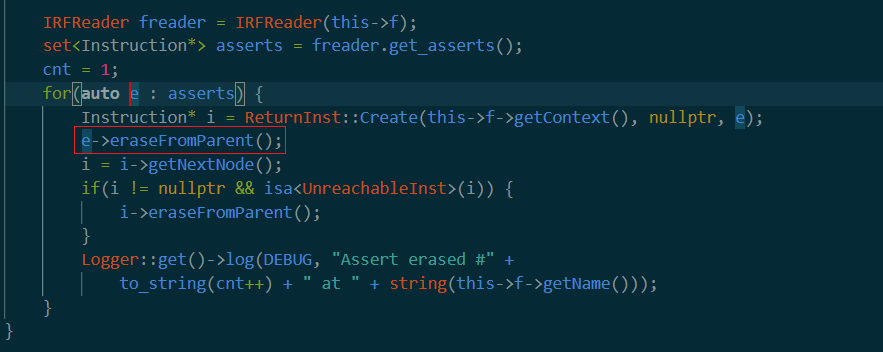 IRFReader freader = IRFReader(this->f);
set<Instruction*> asserts = freader.get_asserts();
cnt = 1;
for(auto e : asserts) {
Instruction* i = ReturnInst::Create(this->f->getContext(), nullptr, e);
e->eraseFromParent();
i = i->getNextNode();
if(i != nullptr && isa<UnreachableInst>(i)) {
i->eraseFromParent();
}
Logger::get()->log(DEBUG, "Assert erased #" +
to_string(cnt++) + " at " + string(this->f->getName()));
}
}